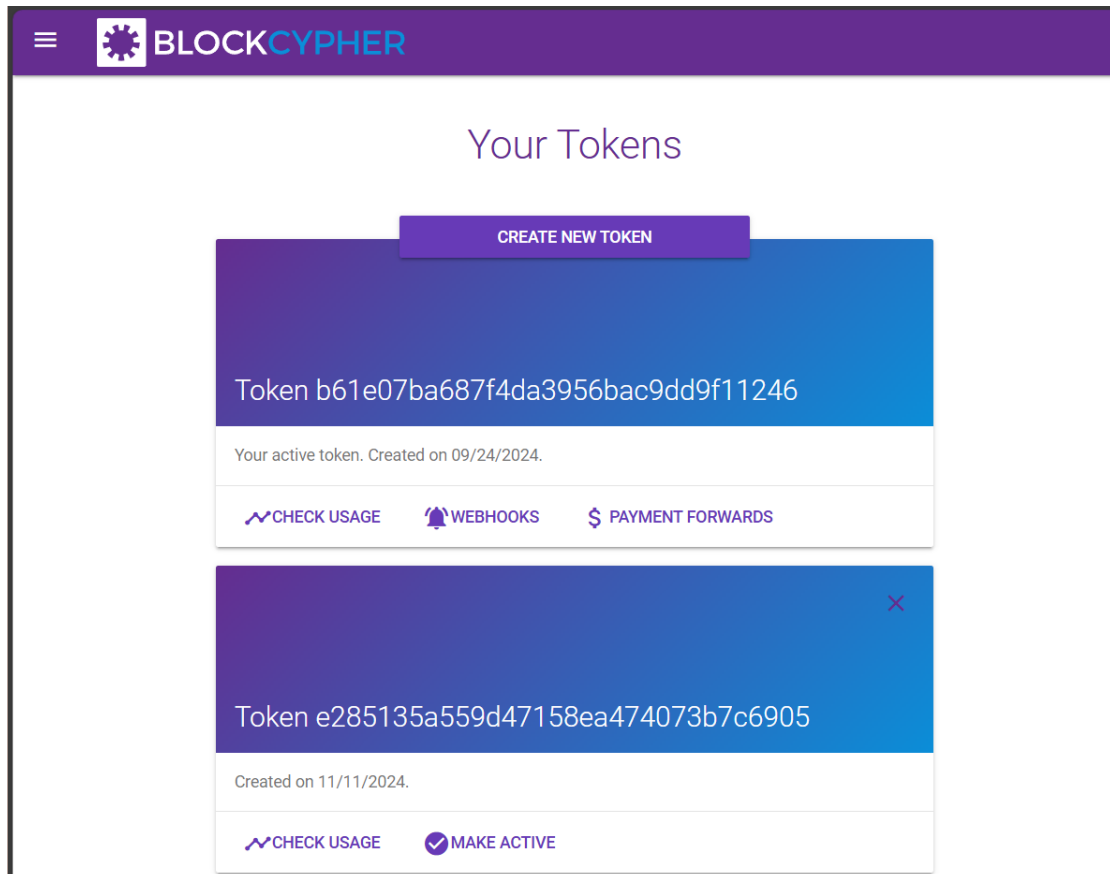 BLOCKCYPHER
Your Tokens
CREATE NEW TOKEN
Token b61e07ba687f4da3956bac9dd9f11246
Your active token. Created on 09/24/2024.
CHECK USAGE WEBHOOKS $ PAYMENT FORWARDS
Token e285135a559d47158ea474073b7c6905
Created on 11/11/2024.
CHECK USAGE MAKE ACTIVE